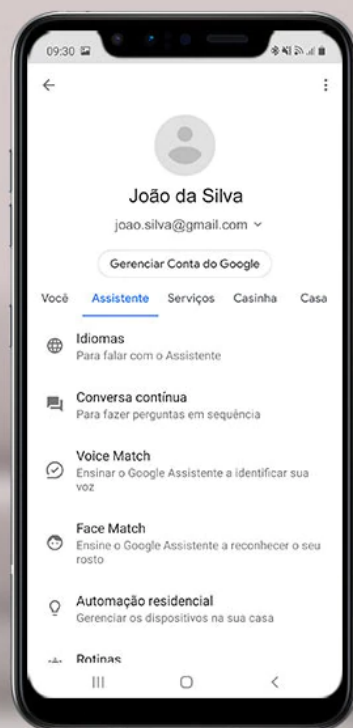 09:30
João da Silva
joao.silva@gmail.com
Gerenciar Conta do Google
Você Assistente Serviços Casinha Casa
Idiomas
Para falar com o Assistente
Conversa contínua
Para fazer perguntas em sequência
Voice Match
Ensinar o Google Assistente a identificar sua
voz
Face Match
Ensine o Google Assistente a reconhecer o seu
rosto
Automação residencial
Gerenciar os dispositivos na sua casa
Rotinas